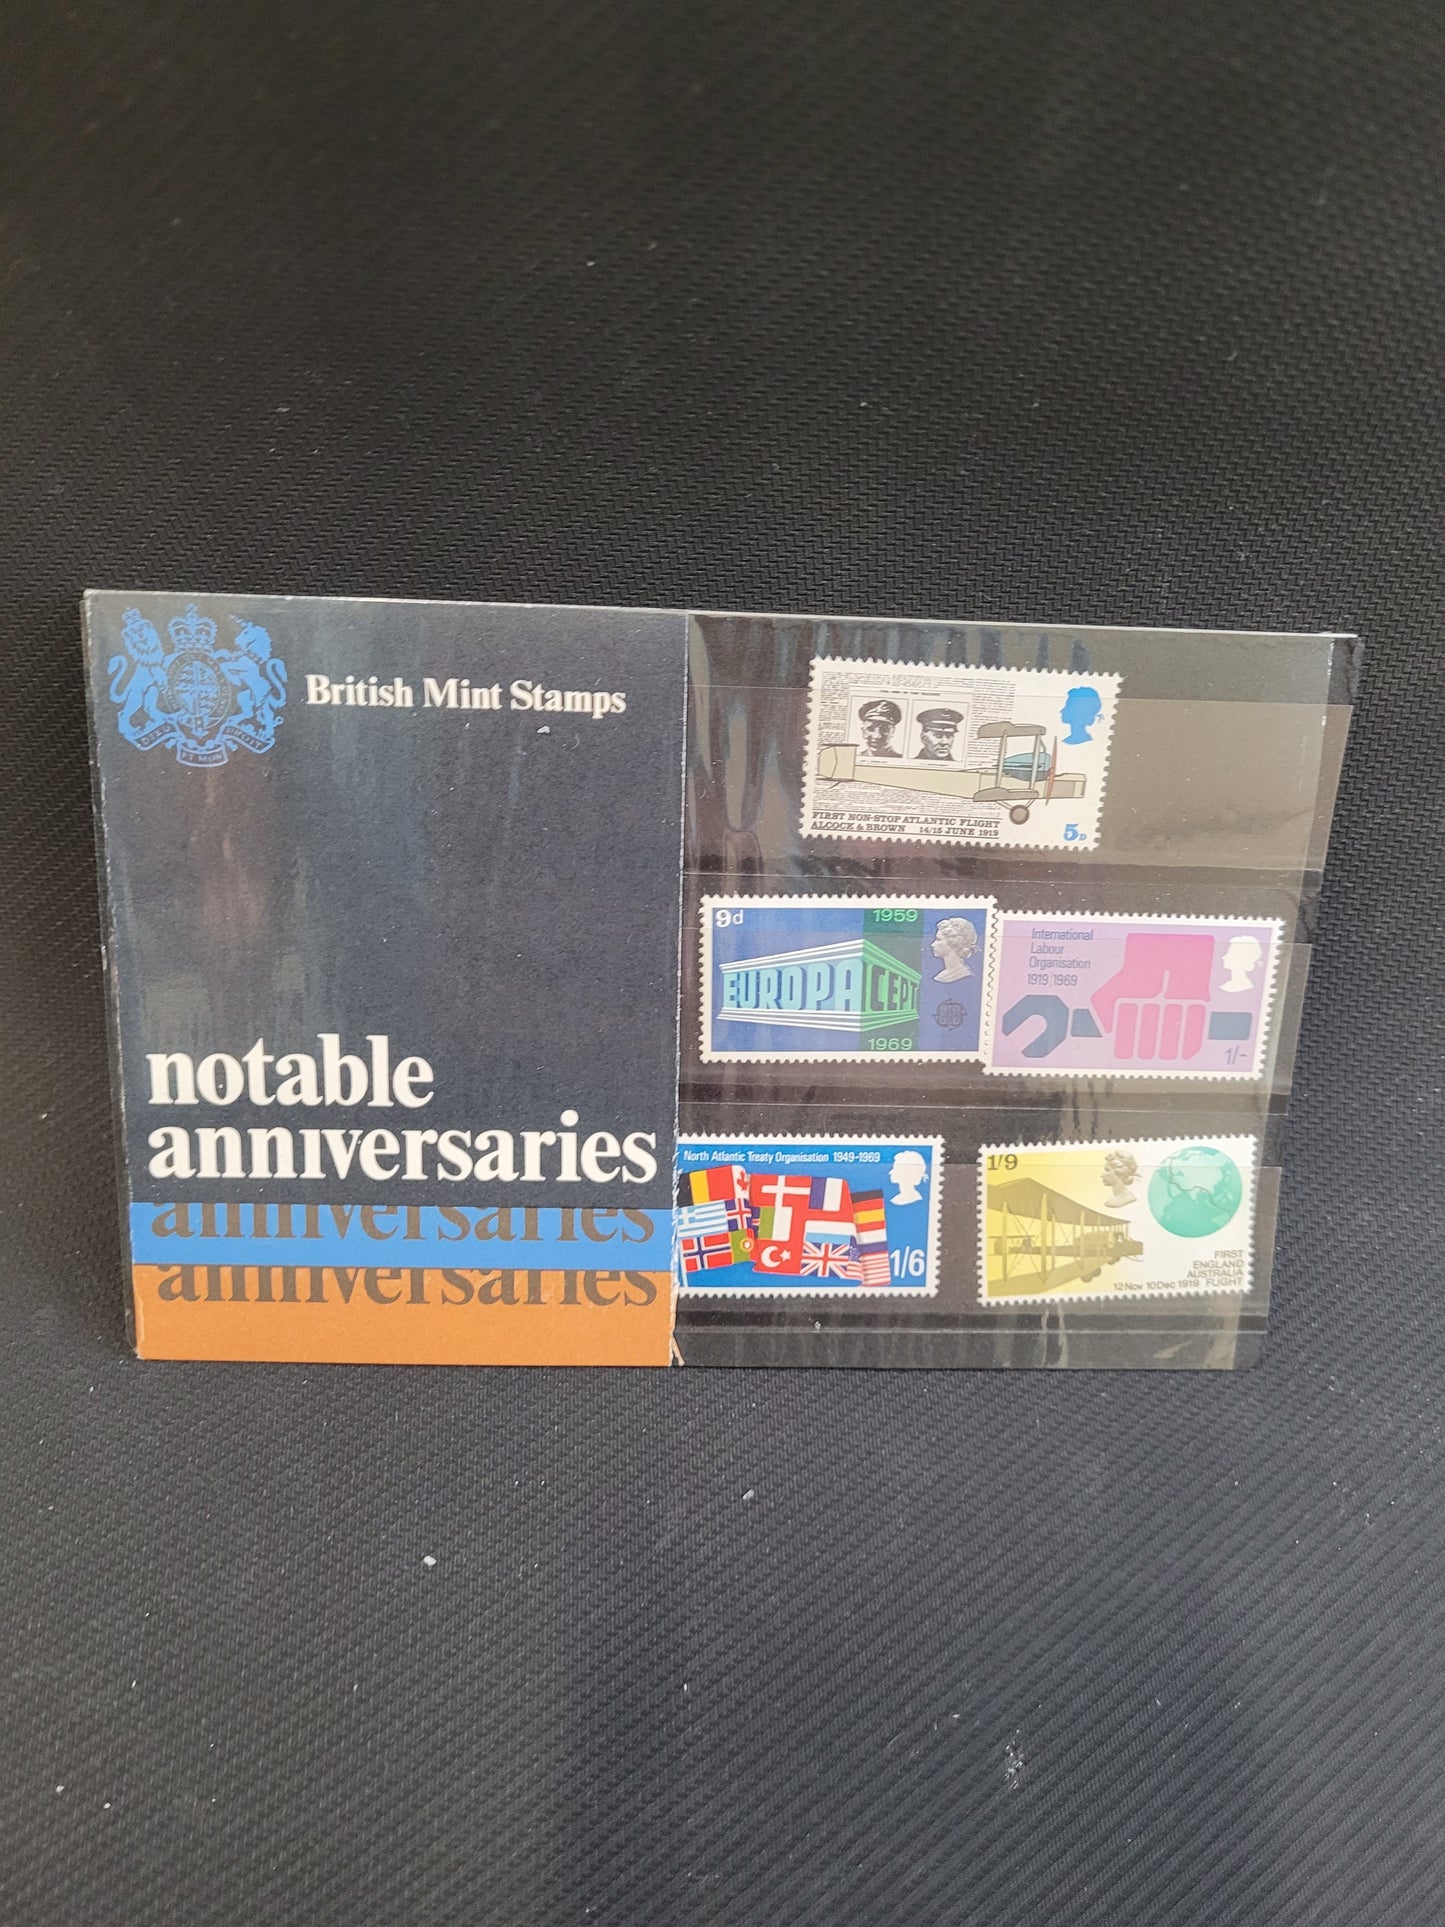 British Mint Stamps
notable
anniversaries
anniversaries
anniversaries
FIRST NON-STOP ATLANTIC FLIGHT
ALCOCK & BROWN 14/15 JUNE 1919
5D
9d
1959
EUROPA CEPT
1969
International
Labour
Organisation
1919/1969
1/-
North Atlantic Treaty Organisation 1949-1969
1/6
1/9
FIRST
ENGLAND
AUSTRALIA
12 Nov 10 Dec 1919 FLIGHT